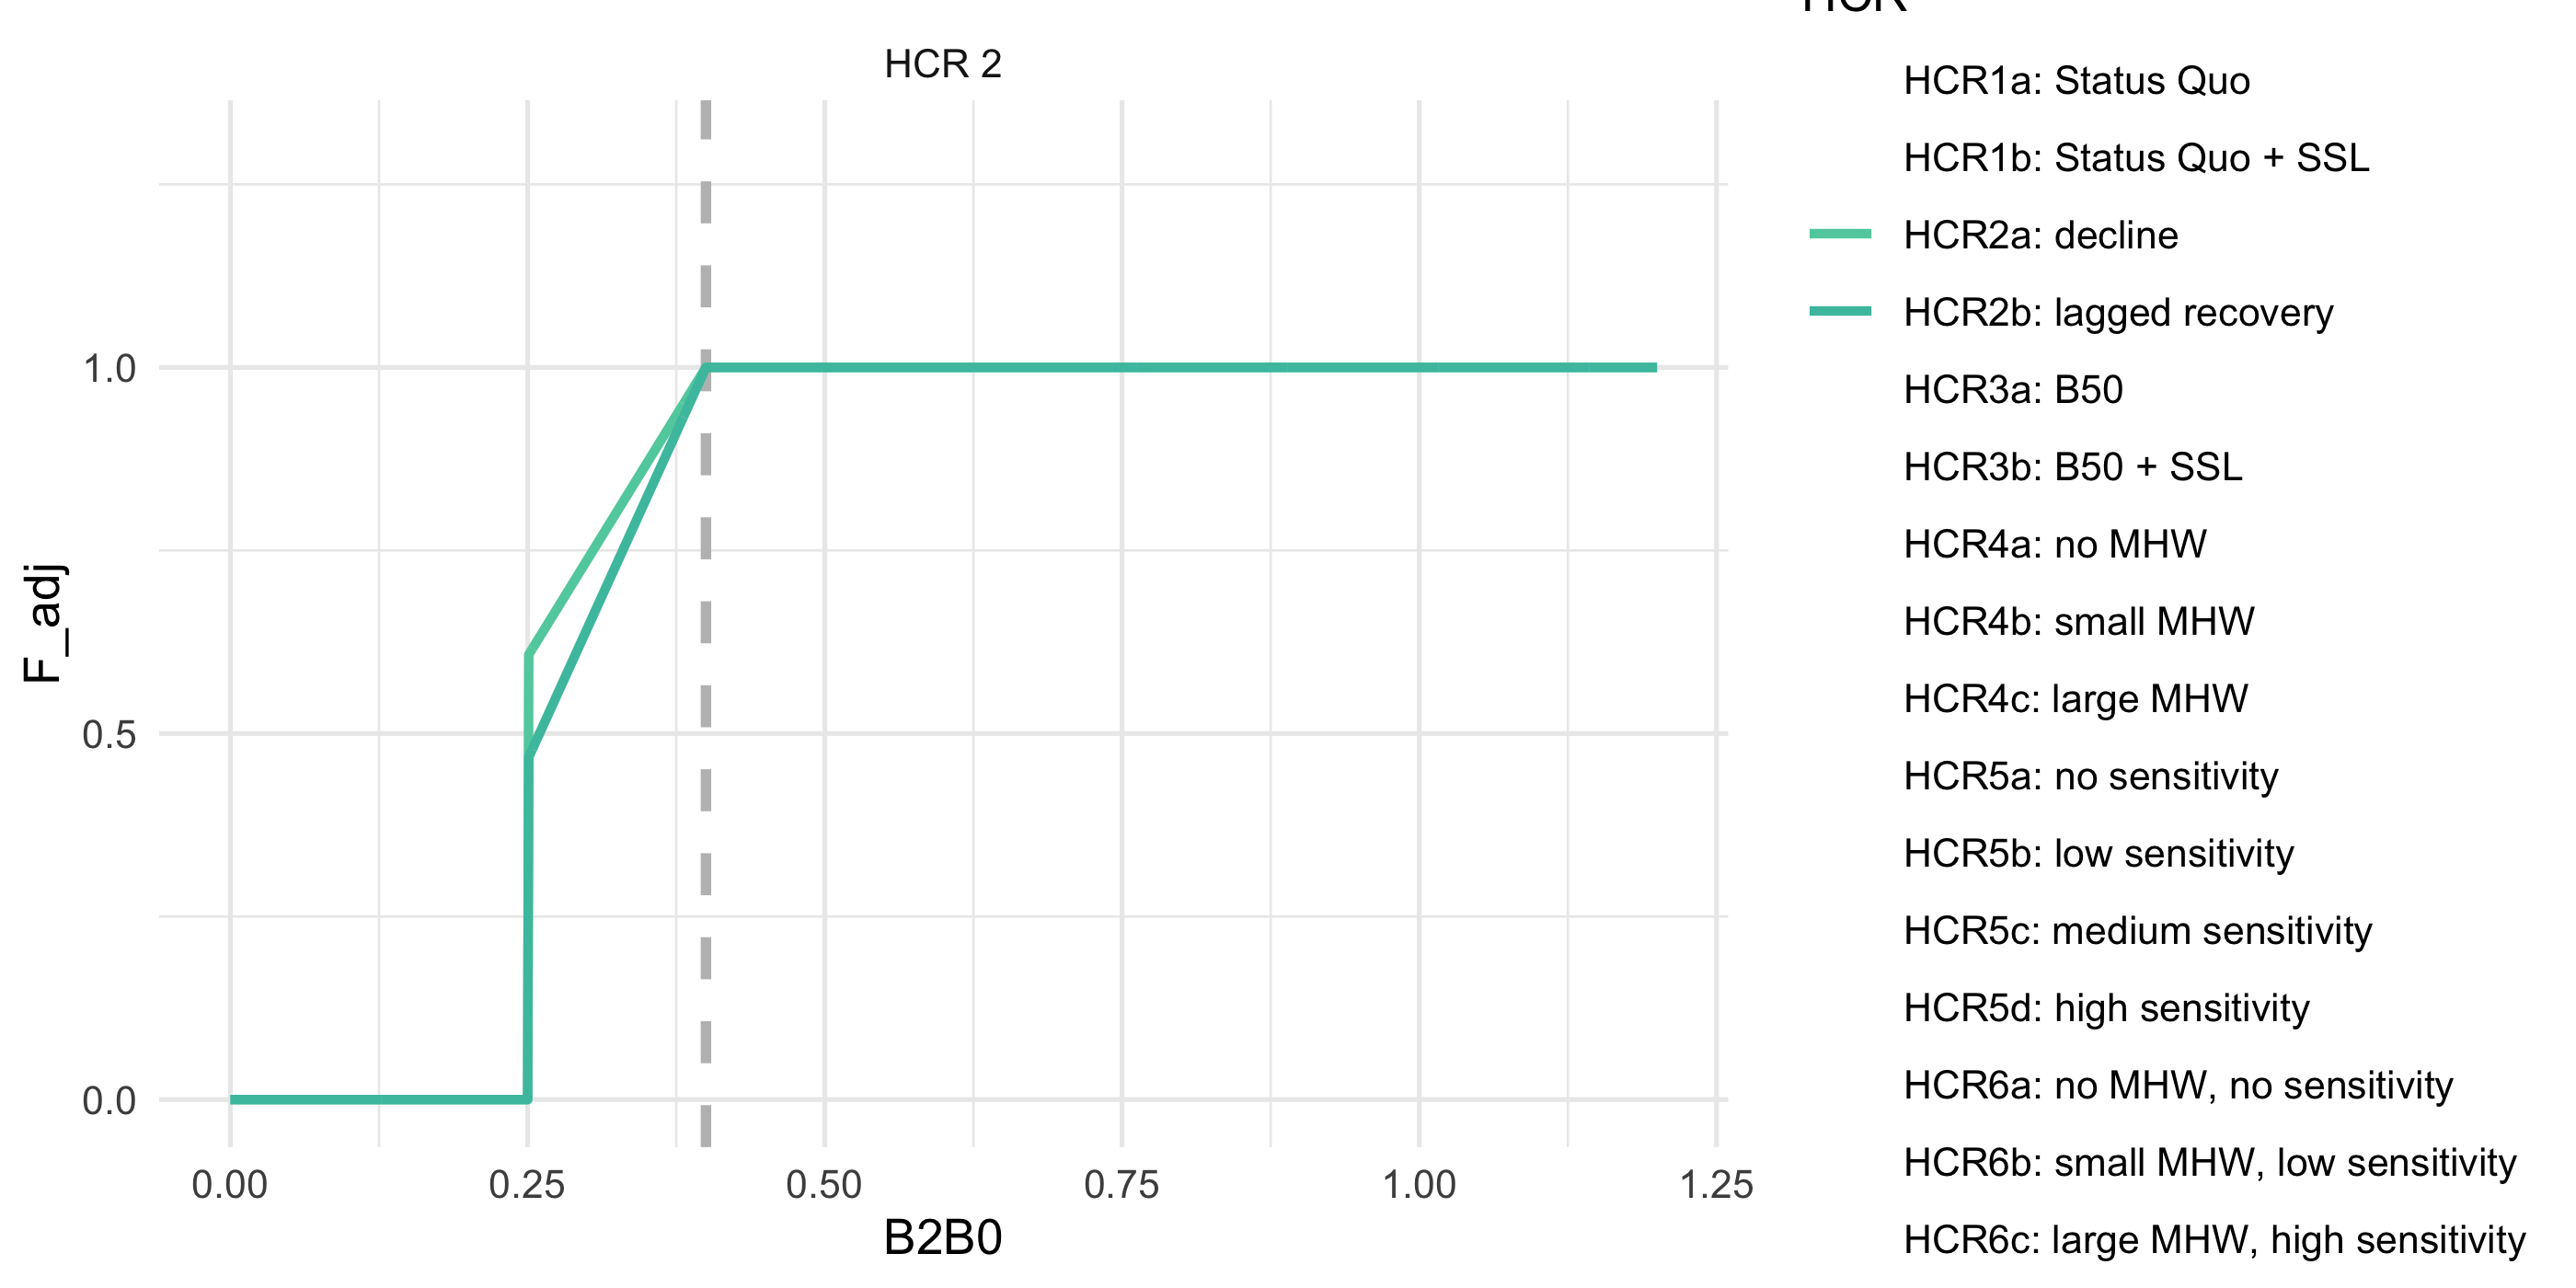 HCR
HCR 2
HCR1a: Status Quo
HCR1b: Status Quo + SSL
HCR2a: decline
HCR2b: lagged recovery
HCR3a: B50
HCR3b: B50 + SSL
HCR4a: no MHW
HCR4b: small MHW
HCR4c: large MHW
HCR5a: no sensitivity
HCR5b: low sensitivity
HCR5c: medium sensitivity
HCR5d: high sensitivity
HCR6a: no MHW, no sensitivity
HCR6b: small MHW, low sensitivity
HCR6c: large MHW, high sensitivity
F_adj
1.0
0.5
0.0
0.00
0.25
0.50
0.75
1.00
1.25
B2B0